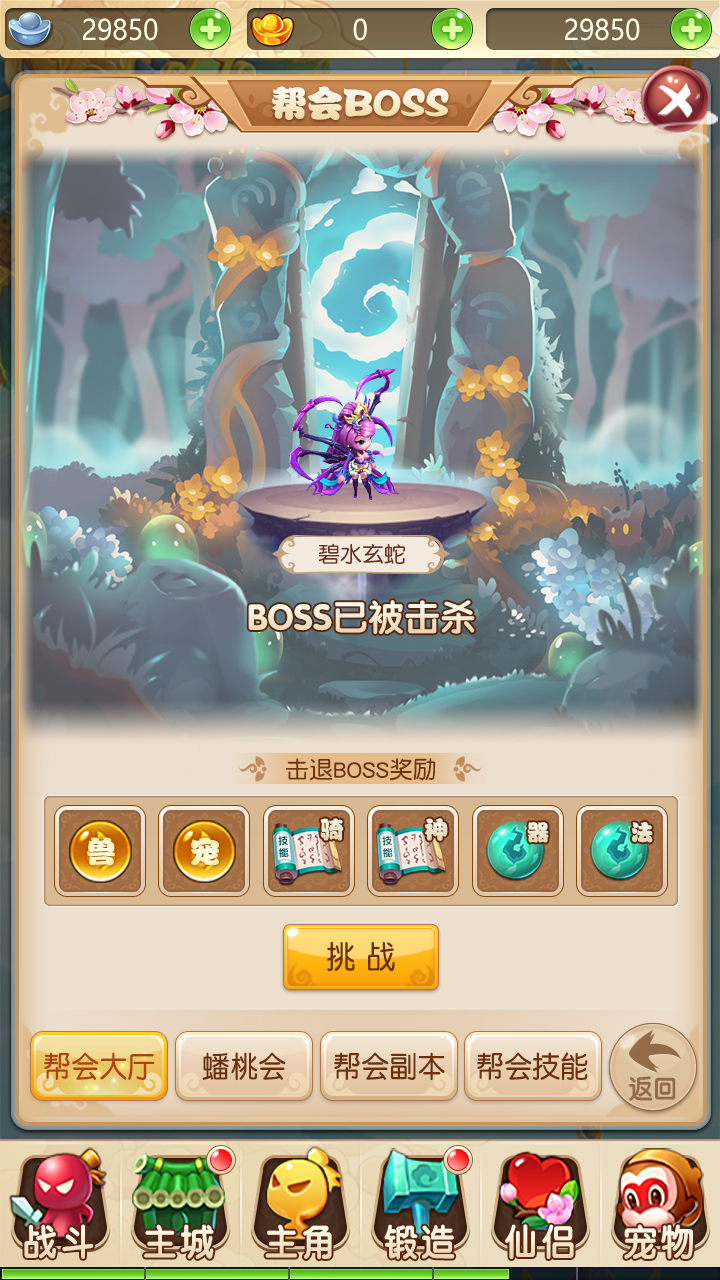 29850
0
29850
帮会BOSS
碧水玄蛇
BOSS已被击杀
击退BOSS奖励
兽
宠
技能 骑
技能 神
器
法
挑战
帮会大厅
蟠桃会
帮会副本
帮会技能
返回
战斗
主城
主角
锻造
仙侣
宠物